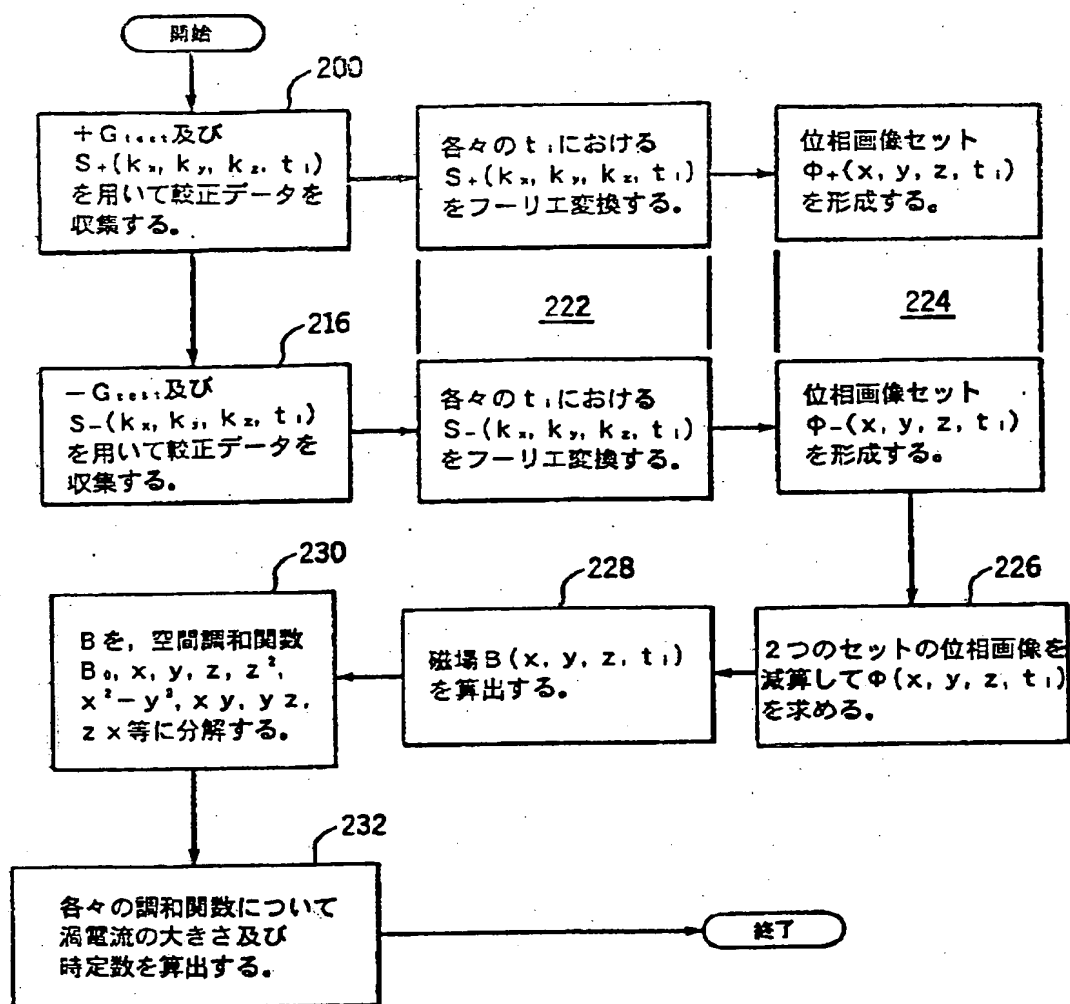 開始
200
+Gtest及び
S+(kx, ky, kz, ti)
を用いて較正データを
収集する。
各々のtiにおける
S+(kx, ky, kz, ti)
をフーリエ変換する。
位相画像セット
Φ+(x, y, z, ti)
を形成する。
222
224
216
-Gtest及び
S-(kx, ky, kz, ti)
を用いて較正データを
収集する。
各々のtiにおける
S-(kx, ky, kz, ti)
をフーリエ変換する。
位相画像セット
Φ-(x, y, z, ti)
を形成する。
230
Bを, 空間調和関数
B0, x, y, z, z²,
x²-y², xy, yz,
zx等に分解する。
228
磁場B(x, y, z, ti)
を算出する。
226
2つのセットの位相画像を
減算してΦ(x, y, z, ti)
を求める。
232
各々の調和関数について
渦電流の大きさ及び
時定数を算出する。
終了